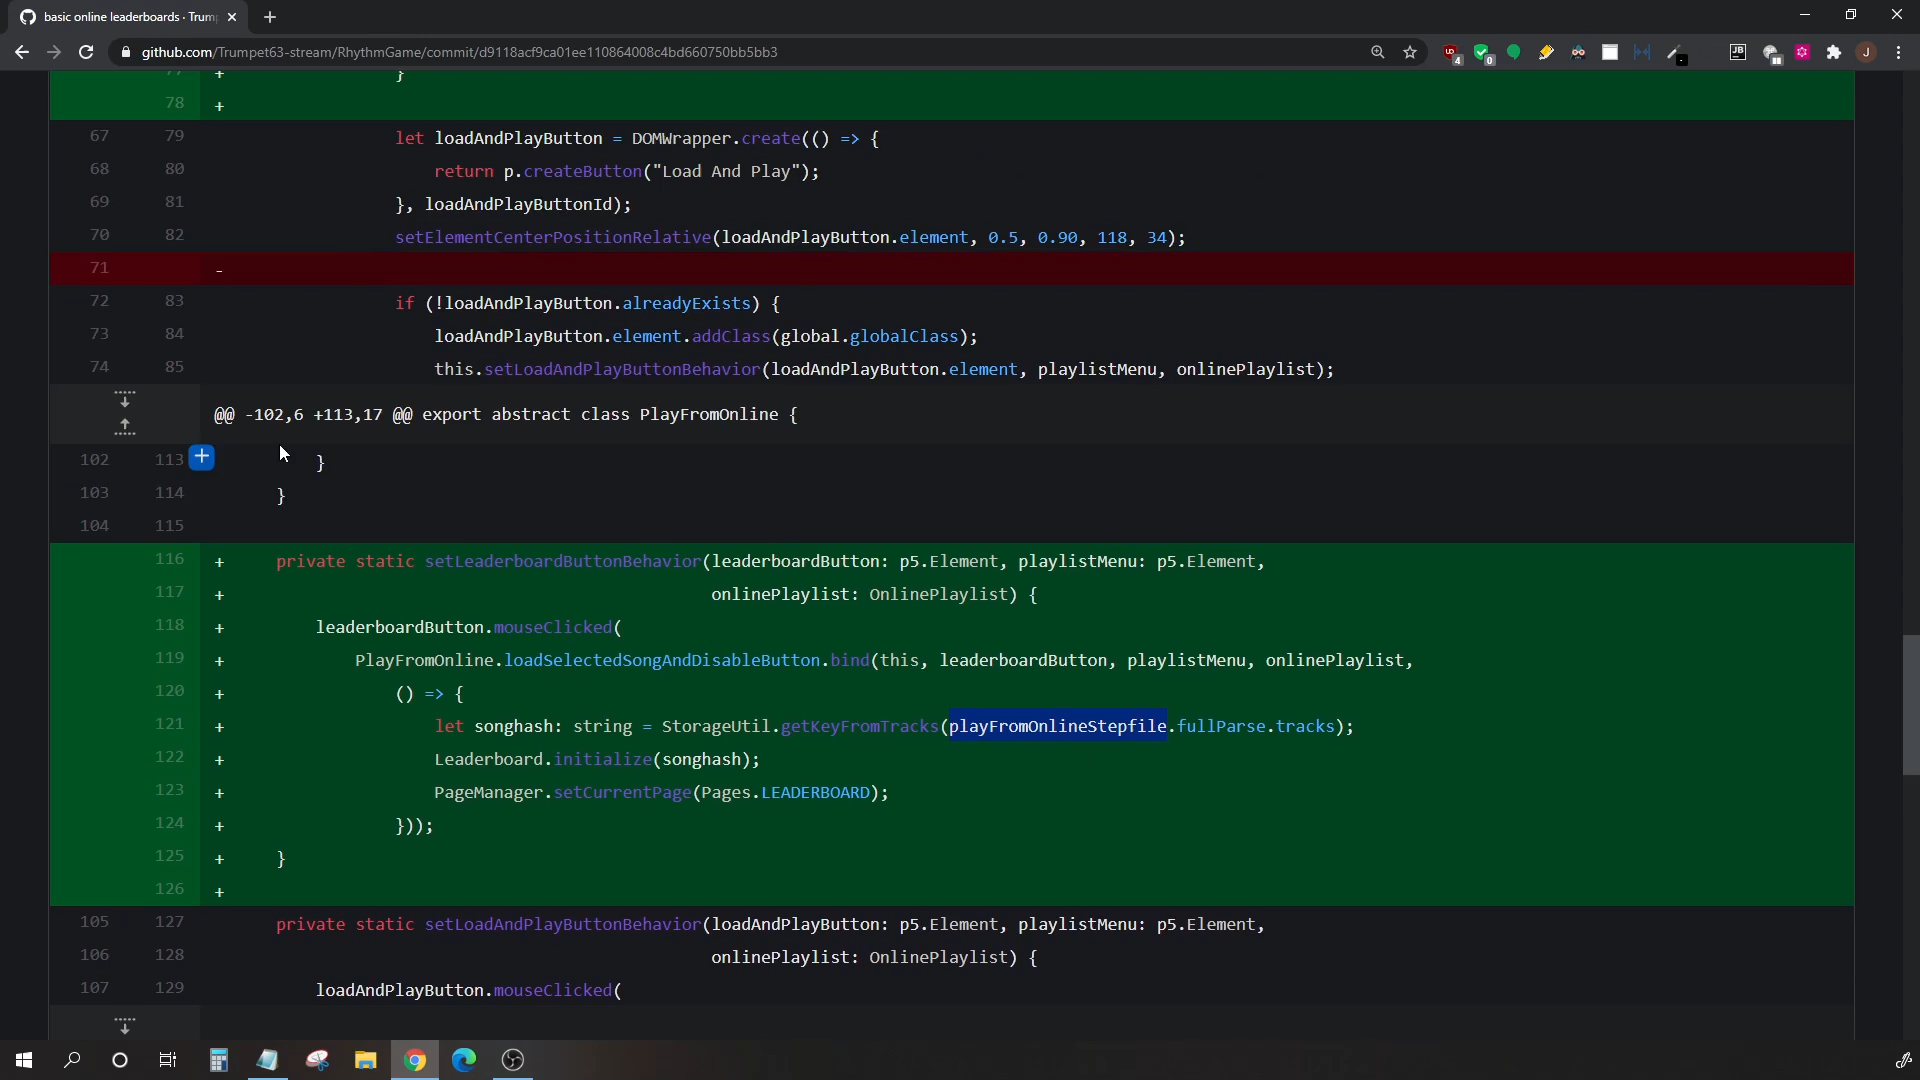 basic online leaderboards · Trump
github.com/Trumpet63-stream/RhythmGame/commit/d9118acf9ca01ee110864008c4bd660750bb5bb3
4
0
JB
J
77 + }
78 +
67 79 let loadAndPlayButton = DOMWrapper.create(() => {
68 80 return p.createButton("Load And Play");
69 81 }, loadAndPlayButtonId);
70 82 setElementCenterPositionRelative(loadAndPlayButton.element, 0.5, 0.90, 118, 34);
71 -
72 83 if (!loadAndPlayButton.alreadyExists) {
73 84 loadAndPlayButton.element.addClass(global.globalClass);
74 85 this.setLoadAndPlayButtonBehavior(loadAndPlayButton.element, playlistMenu, onlinePlaylist);
@@ -102,6 +113,17 @@ export abstract class PlayFromOnline {
102 113 + }
103 114 }
104 115
116 + private static setLeaderboardButtonBehavior(leaderboardButton: p5.Element, playlistMenu: p5.Element,
117 + onlinePlaylist: OnlinePlaylist) {
118 + leaderboardButton.mouseClicked(
119 + PlayFromOnline.loadSelectedSongAndDisableButton.bind(this, leaderboardButton, playlistMenu, onlinePlaylist,
120 + () => {
121 + let songhash: string = StorageUtil.getKeyFromTracks(playFromOnlineStepfile.fullParse.tracks);
122 + Leaderboard.initialize(songhash);
123 + PageManager.setCurrentPage(Pages.LEADERBOARD);
124 + }));
125 + }
126 +
105 127 private static setLoadAndPlayButtonBehavior(loadAndPlayButton: p5.Element, playlistMenu: p5.Element,
106 128 onlinePlaylist: OnlinePlaylist) {
107 129 loadAndPlayButton.mouseClicked(